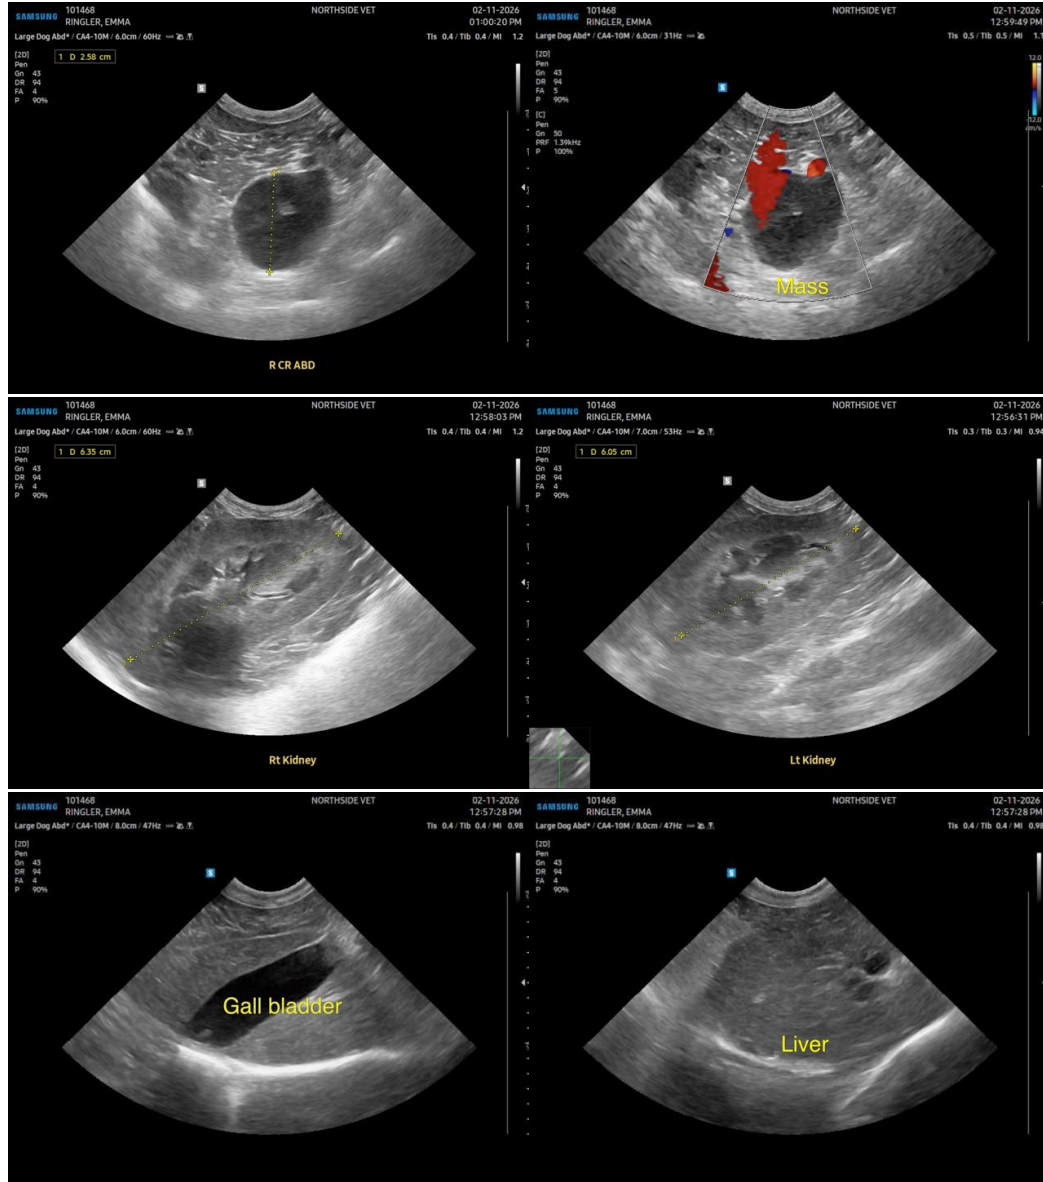 SAMSUNG
101468
RINGLER, EMMA
NORTHSIDE VET
02-11-2026
01:00:20 PM
Large Dog Abd* / CA4-10M / 6.0cm / 60Hz
TIs 0.4 / TIb 0.4 / MI 1.2
[2D]
Pen
Gn 43
DR 94
FA 4
P 90%
1 D 2.58 cm
S
R CR ABD
SAMSUNG
101468
RINGLER, EMMA
NORTHSIDE VET
02-11-2026
12:59:49 PM
Large Dog Abd* / CA4-10M / 6.0cm / 31Hz
TIs 0.5 / TIb 0.5 / MI 1.1
[2D]
Pen
Gn 43
DR 94
FA 5
P 90%
[C]
Pen
Gn 50
PRF 1.39kHz
P 100%
S
12.0
-12.0
cm/s
Mass
SAMSUNG
101468
RINGLER, EMMA
NORTHSIDE VET
02-11-2026
12:58:03 PM
Large Dog Abd* / CA4-10M / 6.0cm / 60Hz
TIs 0.4 / TIb 0.4 / MI 1.2
[2D]
Pen
Gn 43
DR 94
FA 4
P 90%
1 D 6.35 cm
S
Rt Kidney
SAMSUNG
101468
RINGLER, EMMA
NORTHSIDE VET
02-11-2026
12:56:31 PM
Large Dog Abd* / CA4-10M / 7.0cm / 53Hz
TIs 0.3 / TIb 0.3 / MI 0.94
[2D]
Pen
Gn 43
DR 94
FA 4
P 90%
1 D 6.05 cm
S
Lt Kidney
SAMSUNG
101468
RINGLER, EMMA
NORTHSIDE VET
02-11-2026
12:57:28 PM
Large Dog Abd* / CA4-10M / 8.0cm / 47Hz
TIs 0.4 / TIb 0.4 / MI 0.98
[2D]
Pen
Gn 43
DR 94
FA 4
P 90%
S
Gall bladder
SAMSUNG
101468
RINGLER, EMMA
NORTHSIDE VET
02-11-2026
12:57:28 PM
Large Dog Abd* / CA4-10M / 8.0cm / 47Hz
TIs 0.4 / TIb 0.4 / MI 0.98
[2D]
Pen
Gn 43
DR 94
FA 4
P 90%
S
Liver